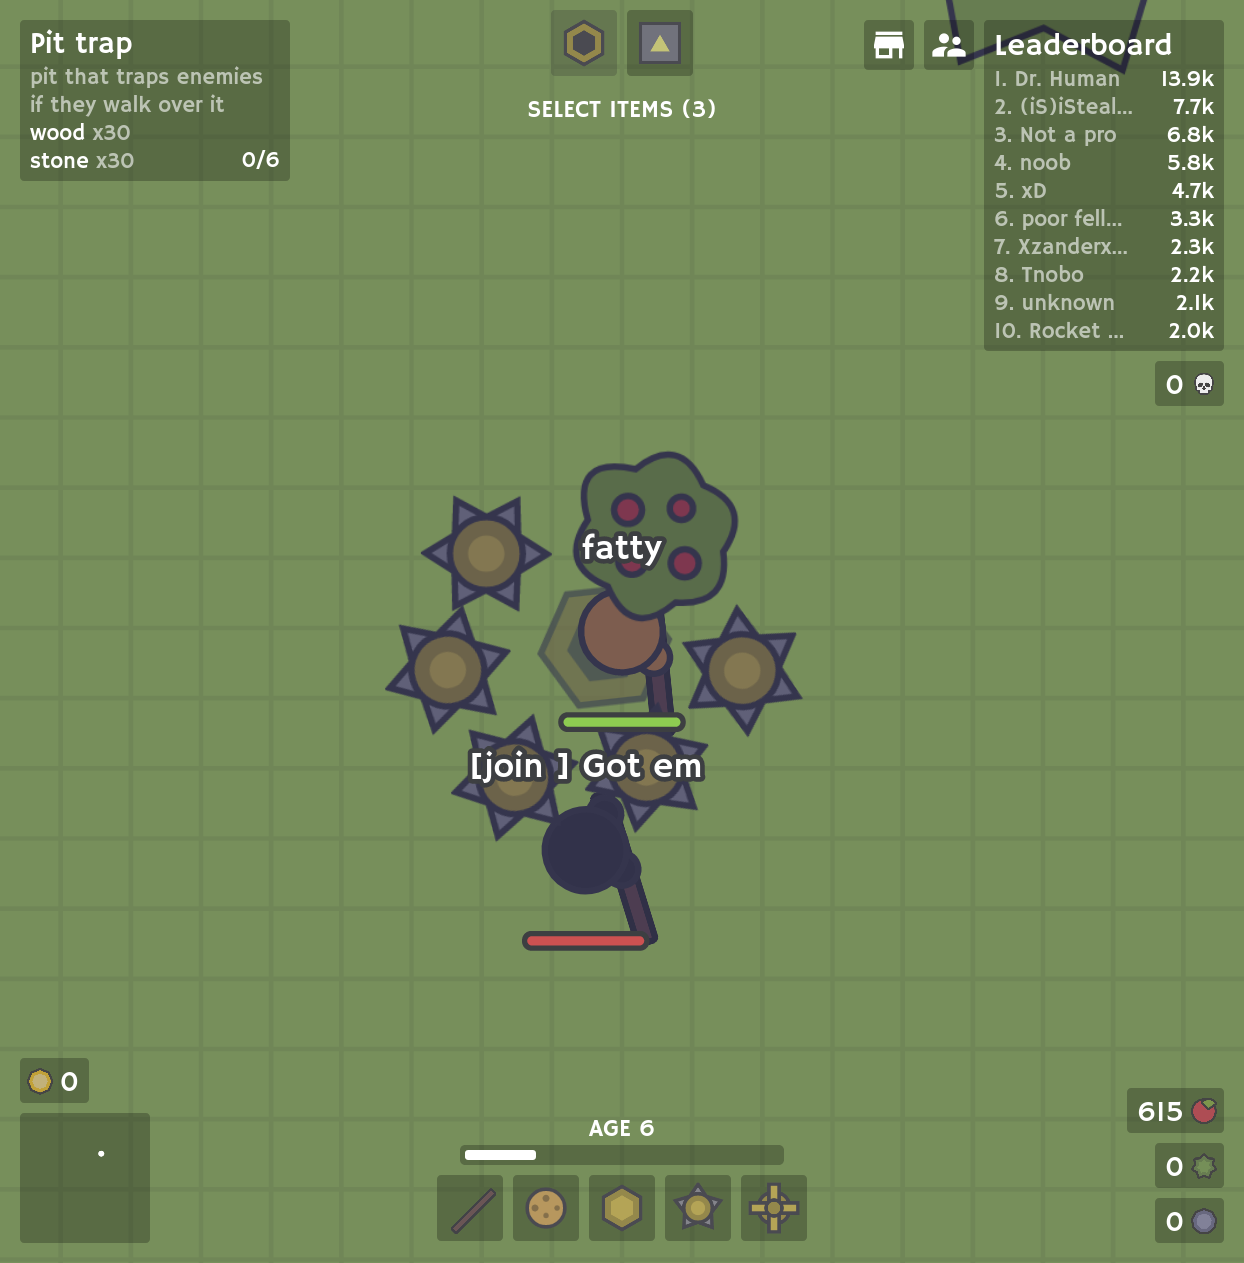 Pit trap
pit that traps enemies
if they walk over it
wood x30
stone x30 0/6
SELECT ITEMS (3)
Leaderboard
1. Dr. Human 13.9k
2. (iS)iSteal... 7.7k
3. Not a pro 6.8k
4. noob 5.8k
5. xD 4.7k
6. poor fell... 3.3k
7. Xzanderx... 2.3k
8. Tnobo 2.2k
9. unknown 2.1k
10. Rocket ... 2.0k
0
fatty
[join ] Got em
0
AGE 6
615
0
0